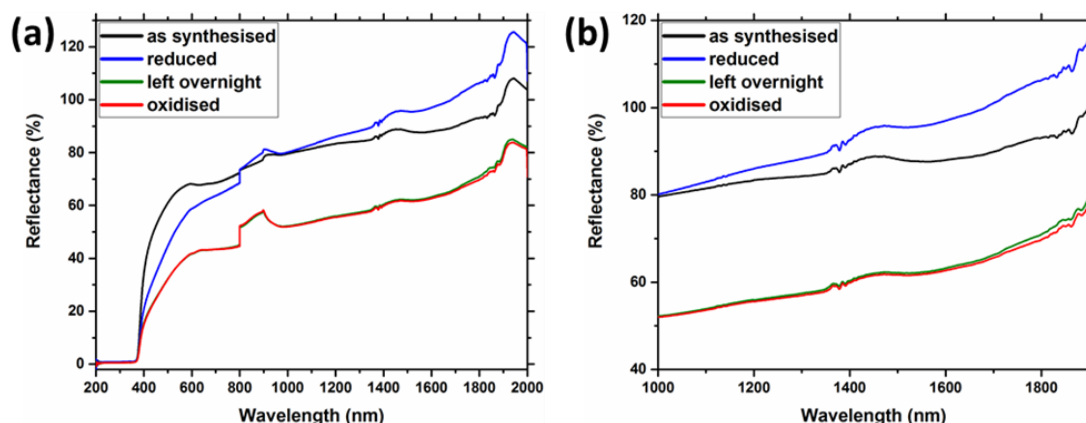 (a)
as synthesised
reduced
left overnight
oxidised
120
100
80
60
40
20
0
Reflectance (%)
200 400 600 800 1000 1200 1400 1600 1800 2000
Wavelength (nm)
(b)
as synthesised
reduced
left overnight
oxidised
120
100
80
60
40
Reflectance (%)
1000 1200 1400 1600 1800
Wavelength (nm)